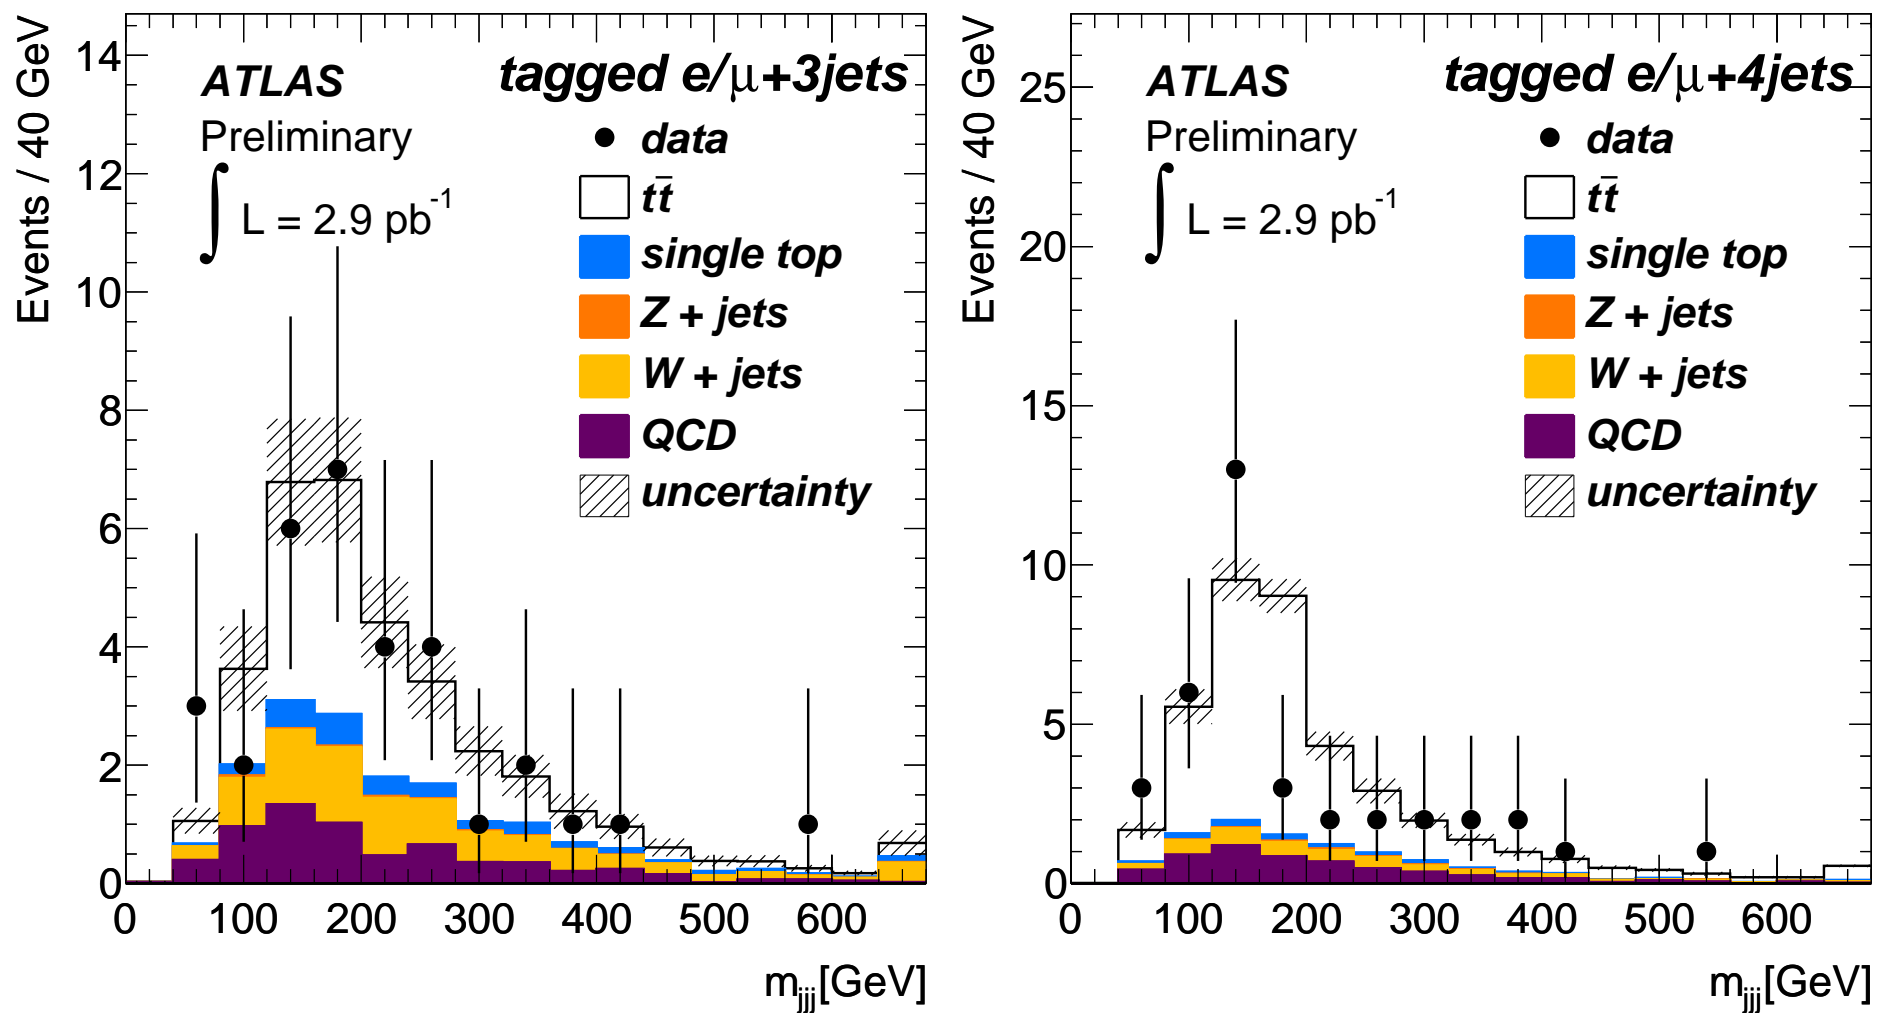 Events / 40 GeV
14
12
10
8
6
4
2
0
ATLAS
Preliminary
∫ L = 2.9 pb-1
tagged e/μ+3jets
data
tt̄
single top
Z + jets
W + jets
QCD
uncertainty
0 100 200 300 400 500 600
mjjj[GeV]
Events / 40 GeV
25
20
15
10
5
0
ATLAS
Preliminary
∫ L = 2.9 pb-1
tagged e/μ+4jets
data
tt̄
single top
Z + jets
W + jets
QCD
uncertainty
0 100 200 300 400 500 600
mjjj[GeV]